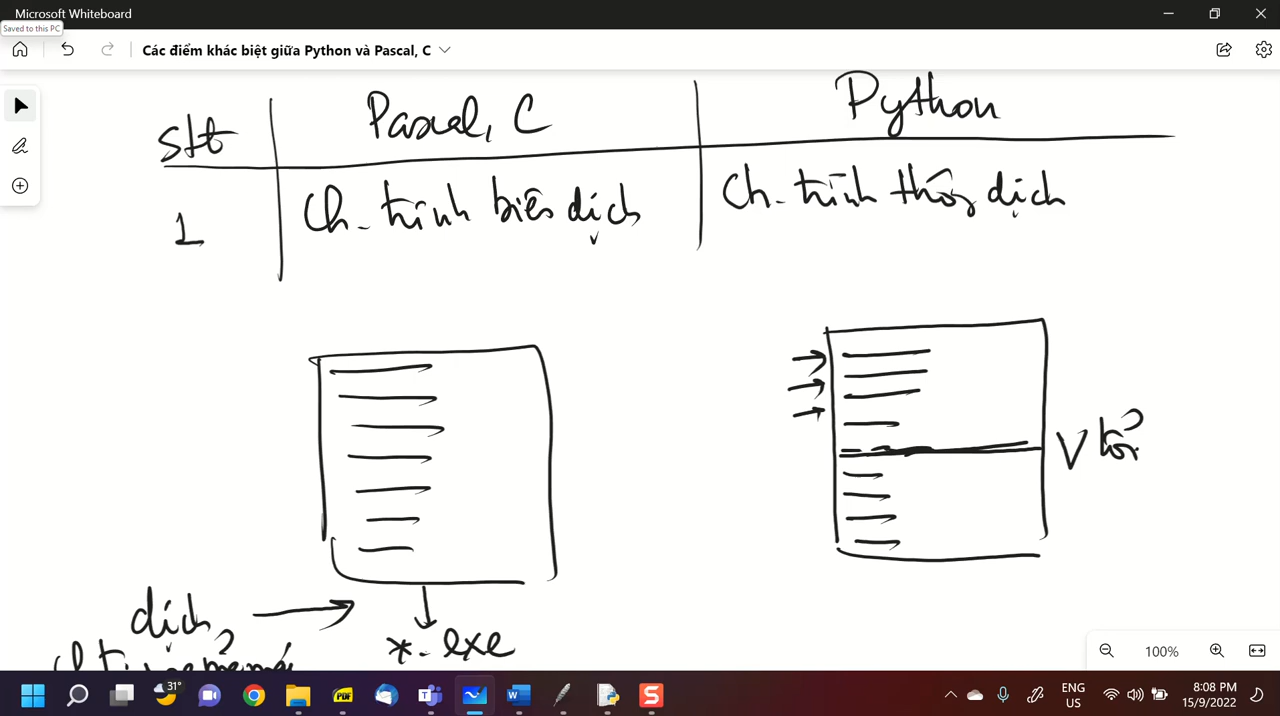 Microsoft Whiteboard
Saved to this PC
Các điểm khác biệt giữa Python và Pascal, C
Stt
Pascal, C
Python
1
Ch. trình biên dịch
Ch. trình thông dịch
dịch
*.exe
100%
31°
ENG
US
8:08 PM
15/9/2022